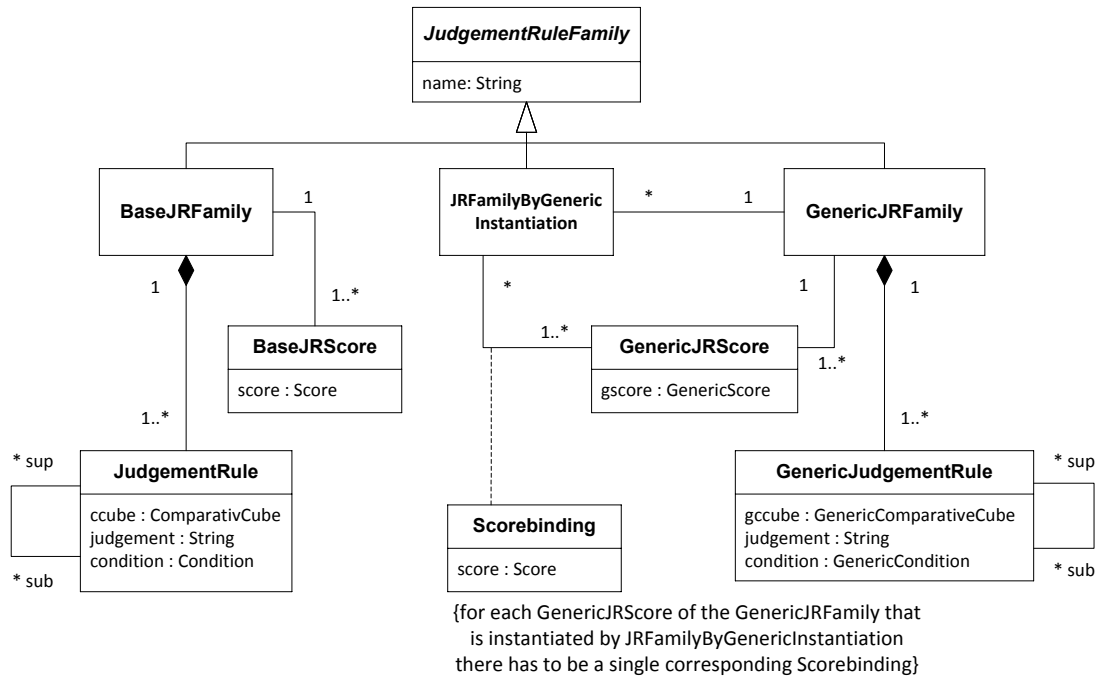 JudgementRuleFamily
name: String
BaseJRFamily
JRFamilyByGeneric
Instantiation
GenericJRFamily
1
*
1
1
1..*
*
1..*
1
1..*
1
BaseJRScore
score : Score
GenericJRScore
gscore : GenericScore
1..*
1..*
* sup
JudgementRule
ccube : ComparativCube
judgement : String
condition : Condition
* sub
Scorebinding
score : Score
GenericJudgementRule
gccube : GenericComparativeCube
judgement : String
condition : GenericCondition
* sup
* sub
{for each GenericJRScore of the GenericJRFamily that
is instantiated by JRFamilyByGenericInstantiation
there has to be a single corresponding Scorebinding}